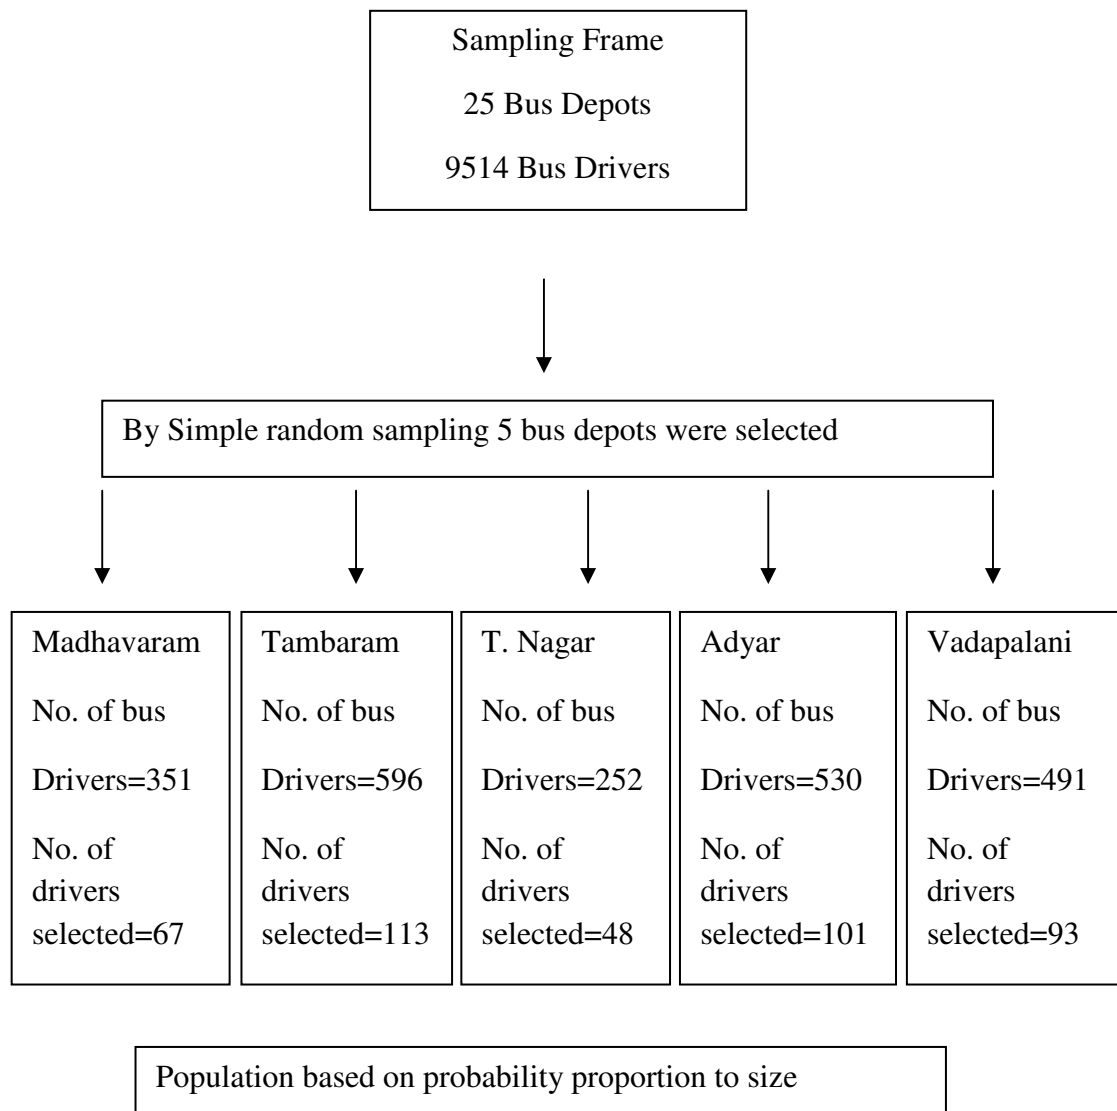 Sampling Frame
25 Bus Depots
9514 Bus Drivers
By Simple random sampling 5 bus depots were selected
Madhavaram
No. of bus
Drivers=351
No. of
drivers
selected=67
Tambaram
No. of bus
Drivers=596
No. of
drivers
selected=113
T. Nagar
No. of bus
Drivers=252
No. of
drivers
selected=48
Adyar
No. of bus
Drivers=530
No. of
drivers
selected=101
Vadapalani
No. of bus
Drivers=491
No. of
drivers
selected=93
Population based on probability proportion to size